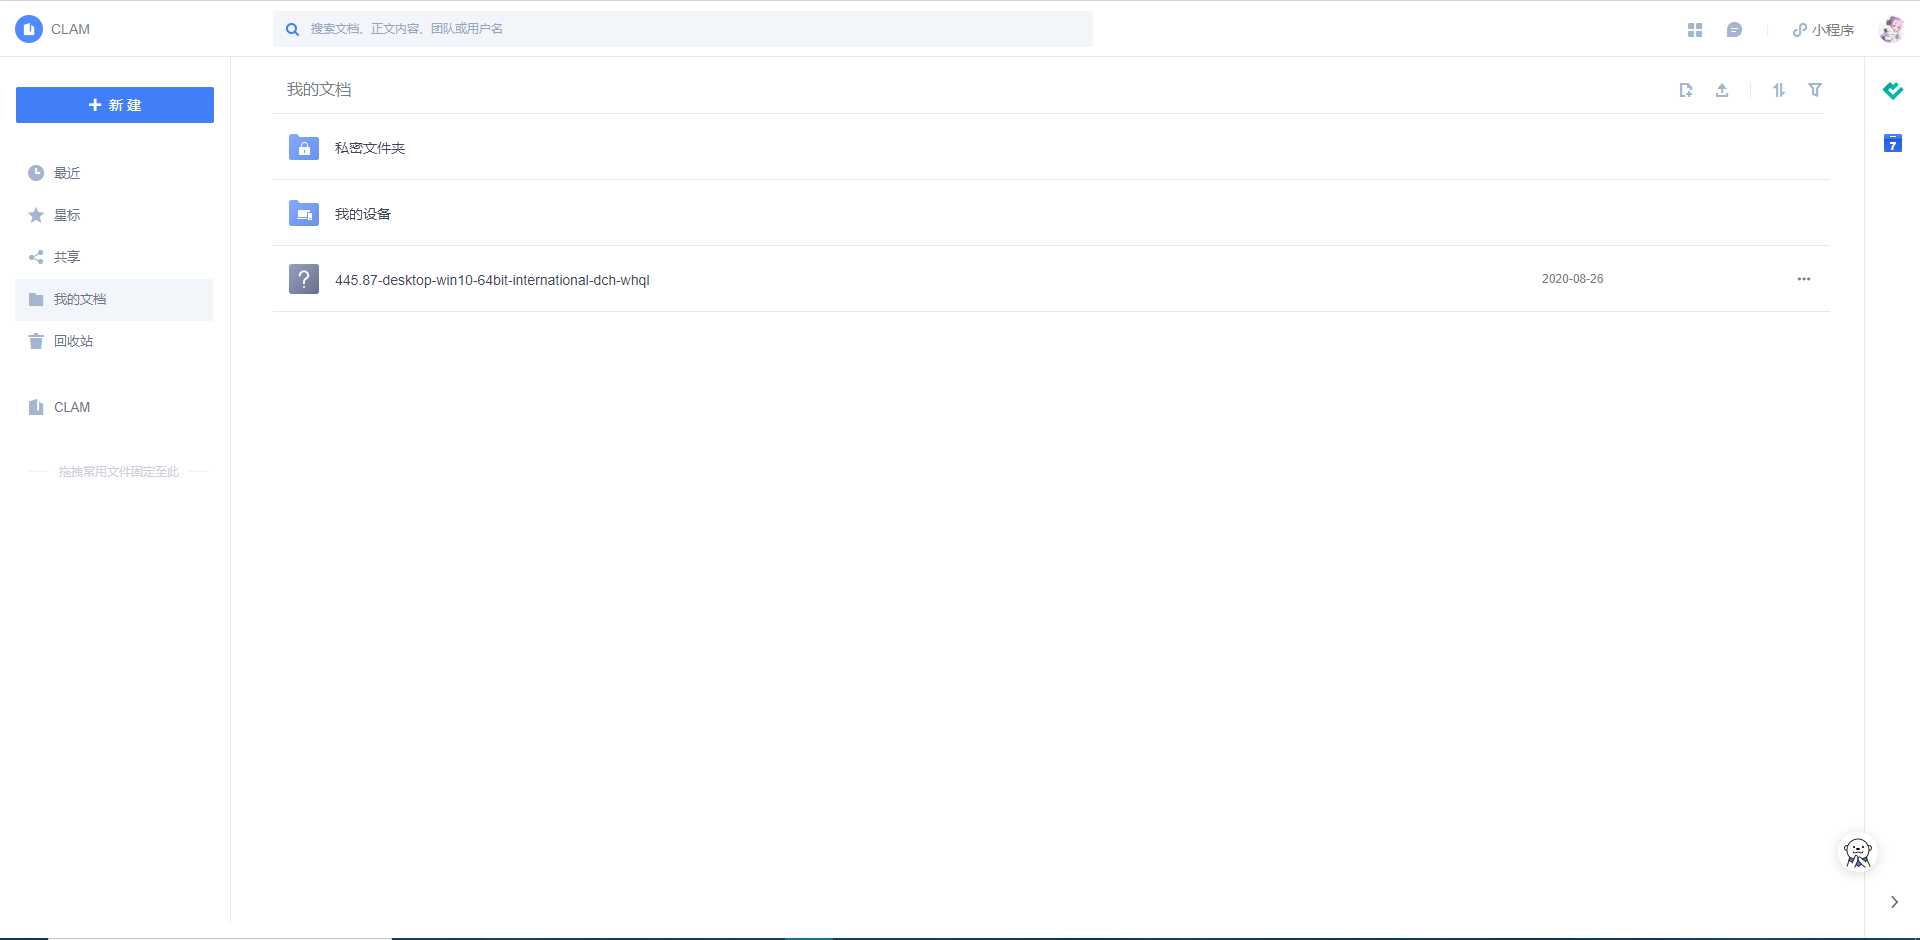 CLAM
搜索文档、正文内容、团队或用户名
小程序
新建
最近
星标
共享
我的文档
回收站
CLAM
拖拽常用文件固定至此
我的文档
私密文件夹
我的设备
445.87-desktop-win10-64bit-international-dch-whql
2020-08-26
7